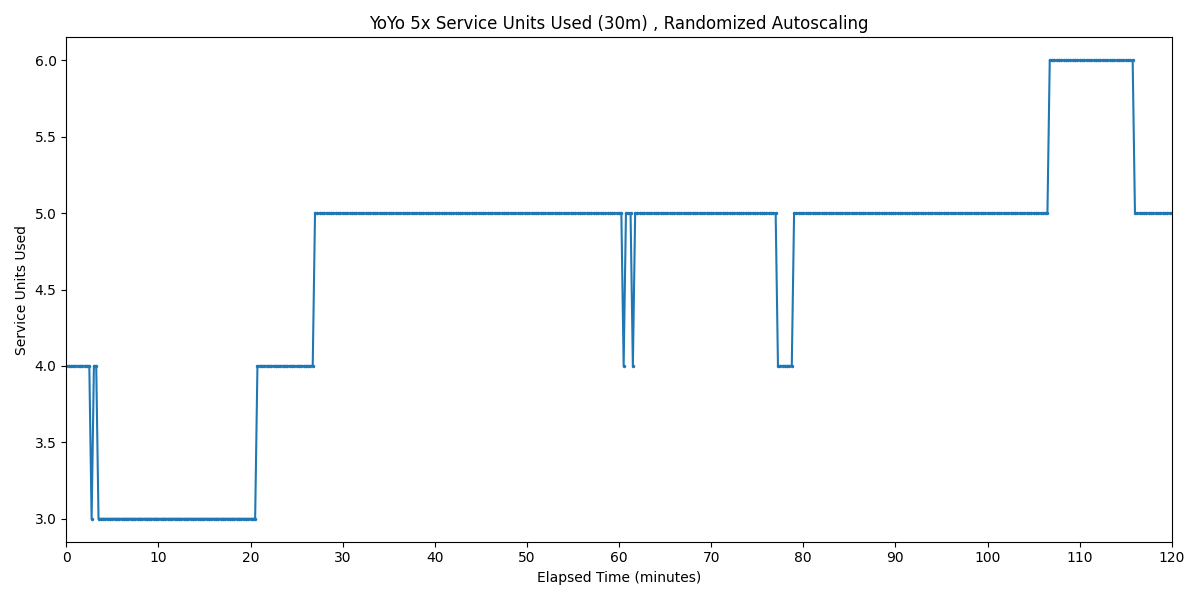 YoYo 5x Service Units Used (30m) , Randomized Autoscaling
6.0
5.5
5.0
4.5
4.0
3.5
3.0
Service Units Used
0 10 20 30 40 50 60 70 80 90 100 110 120
Elapsed Time (minutes)